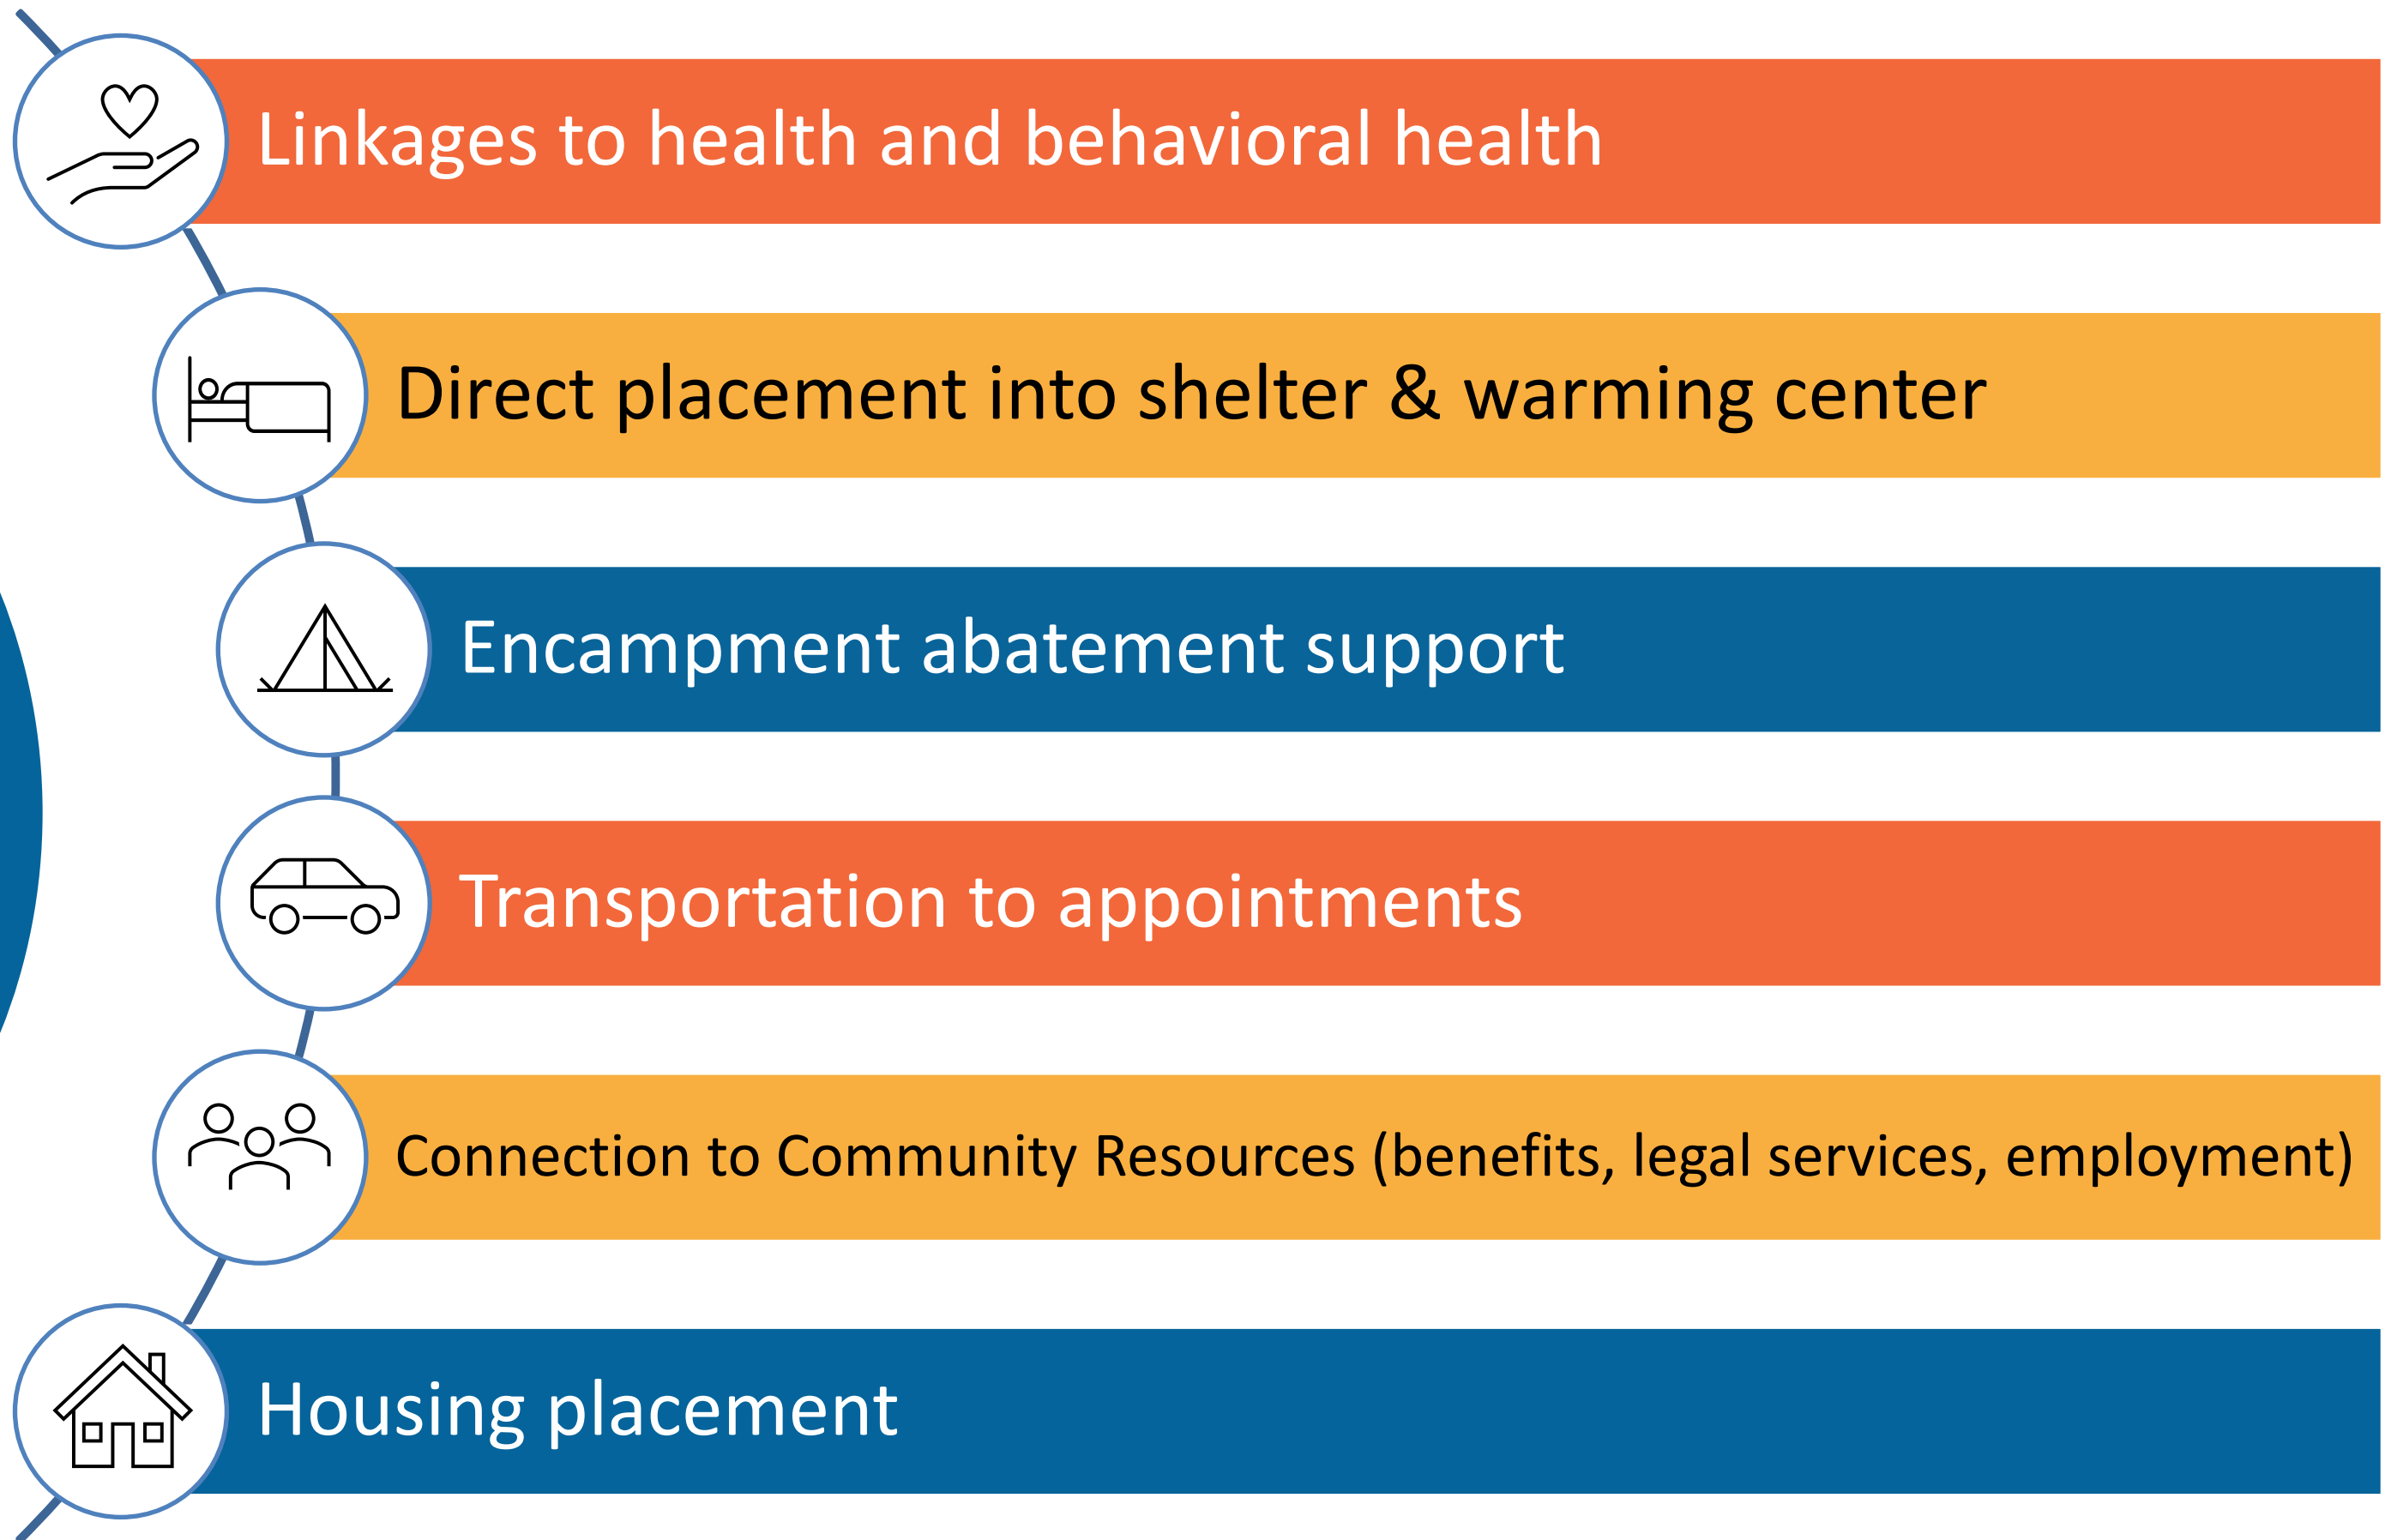 Linkages to health and behavioral health
Direct placement into shelter & warming center
Encampment abatement support
Transportation to appointments
Connection to Community Resources (benefits, legal services, employment)
Housing placement